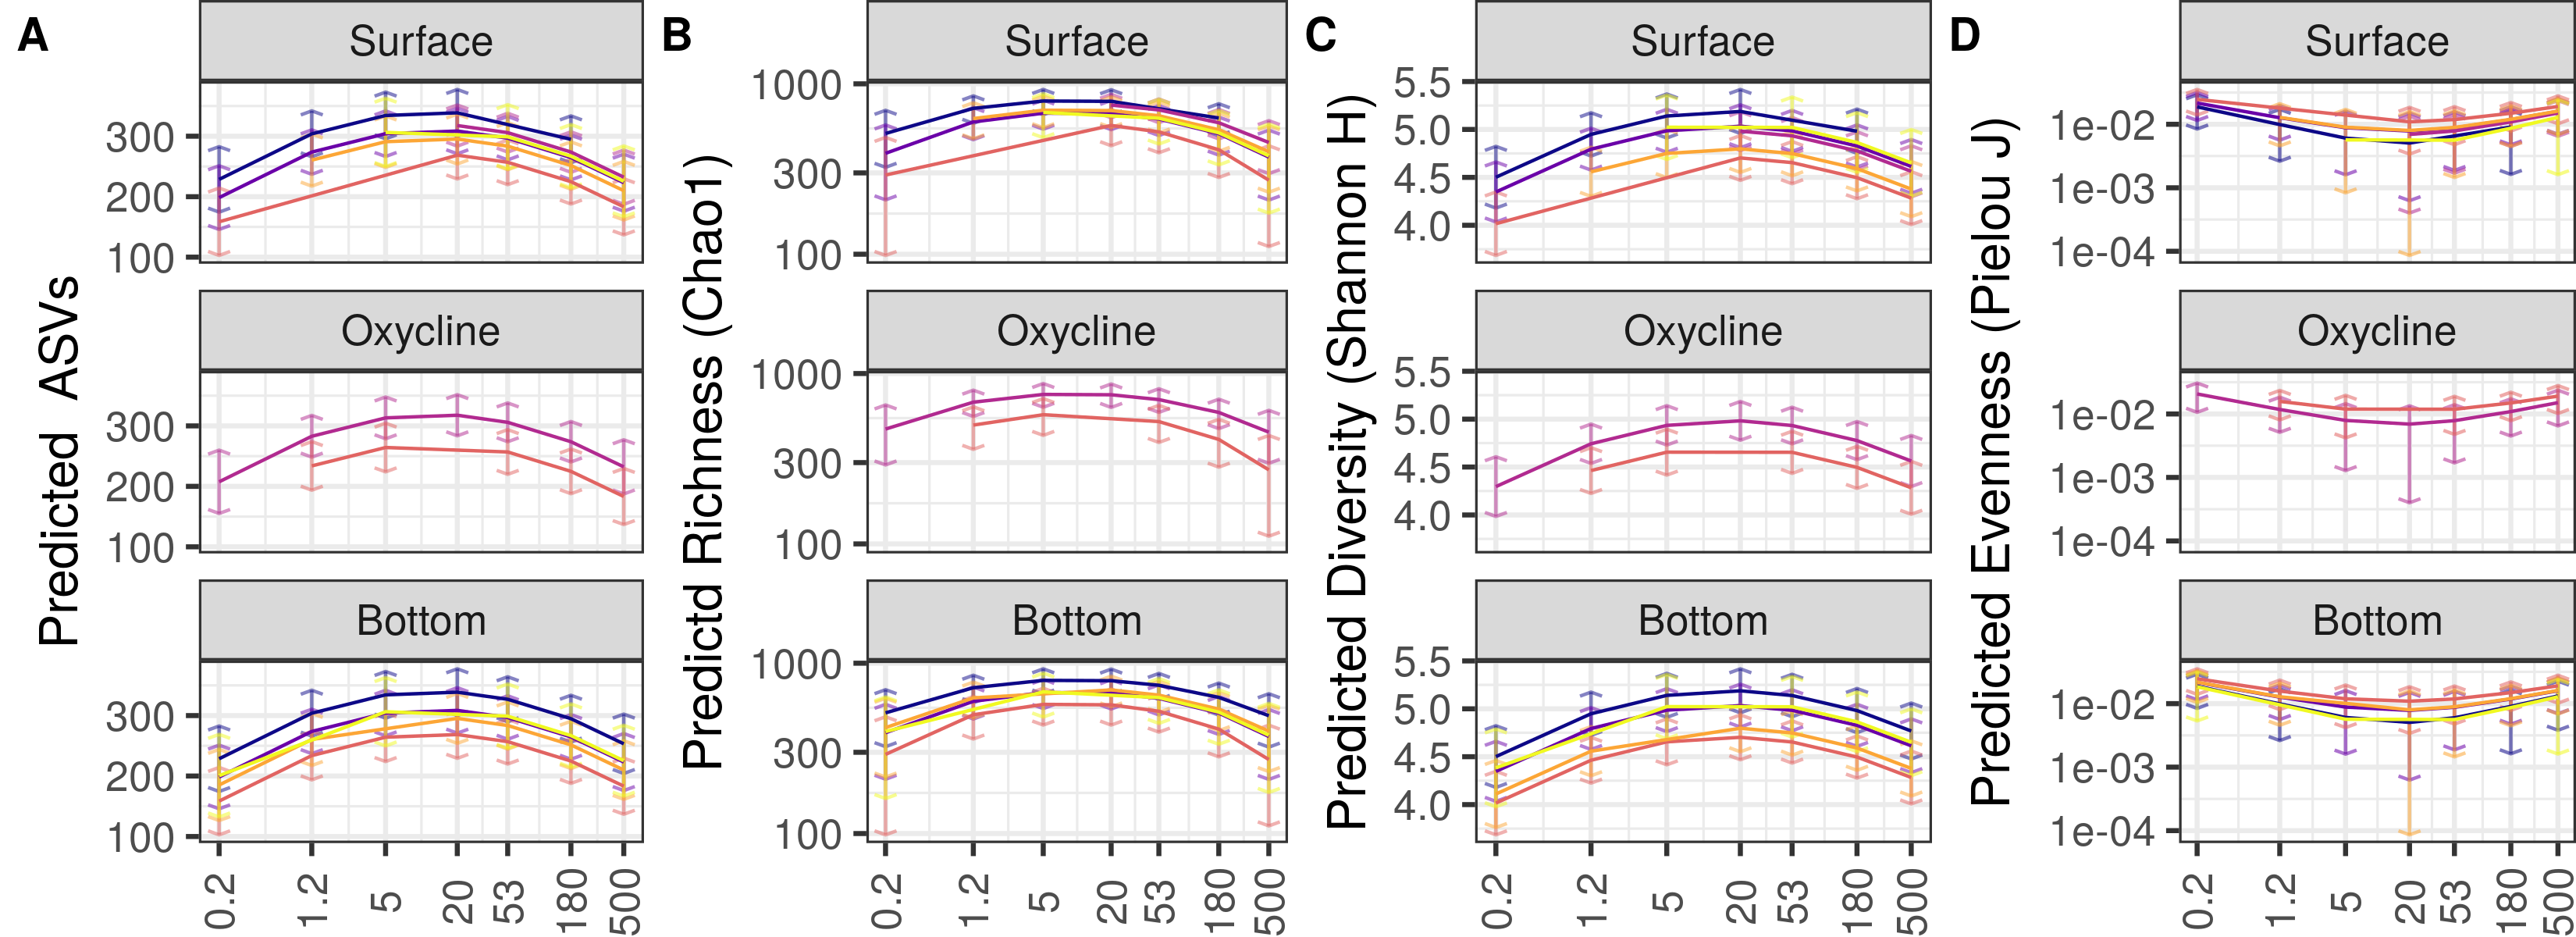 A
Predicted ASVs
Surface
300
200
100
Oxycline
300
200
100
Bottom
300
200
100
0.2
1.2
5
20
53
180
500
B
Predictd Richness (Chao1)
Surface
1000
300
100
Oxycline
1000
300
100
Bottom
1000
300
100
0.2
1.2
5
20
53
180
500
C
Predicted Diversity (Shannon H)
Surface
5.5
5.0
4.5
4.0
Oxycline
5.5
5.0
4.5
4.0
Bottom
5.5
5.0
4.5
4.0
0.2
1.2
5
20
53
180
500
D
Predicted Evenness (Pielou J)
Surface
1e-02
1e-03
1e-04
Oxycline
1e-02
1e-03
1e-04
Bottom
1e-02
1e-03
1e-04
0.2
1.2
5
20
53
180
500